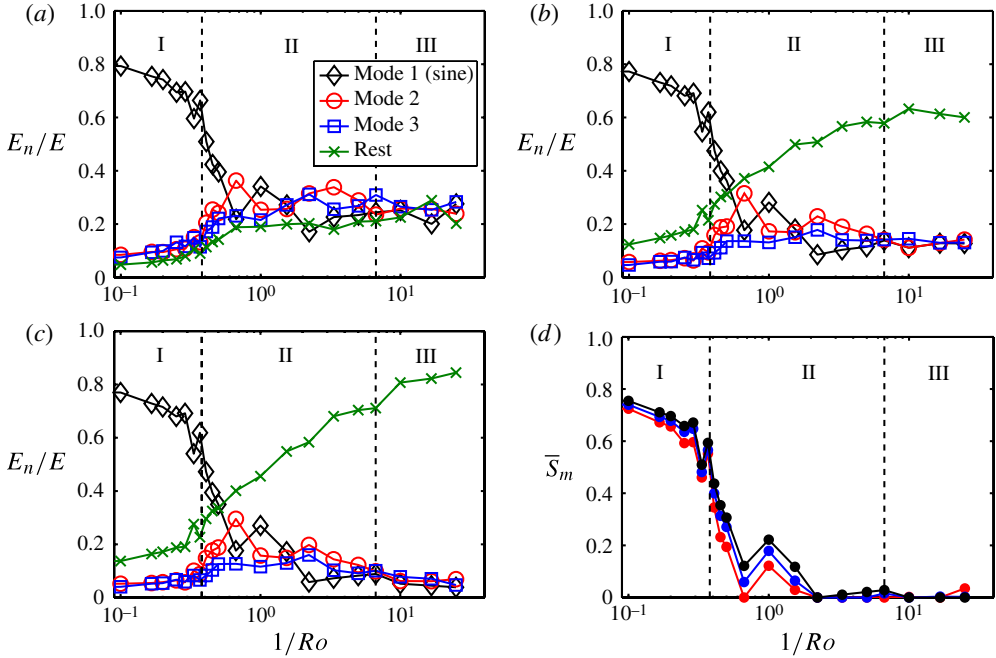 (a)
1.0
0.8
0.6
0.4
0.2
0
E_n/E
I
II
III
Mode 1 (sine)
Mode 2
Mode 3
Rest
10^−1
10^0
10^1
(b)
1.0
0.8
0.6
0.4
0.2
0
E_n/E
I
II
III
10^−1
10^0
10^1
(c)
1.0
0.8
0.6
0.4
0.2
0
E_n/E
I
II
III
10^−1
10^0
10^1
1/Ro
(d)
1.0
0.8
0.6
0.4
0.2
0
S̅_m
I
II
III
10^−1
10^0
10^1
1/Ro